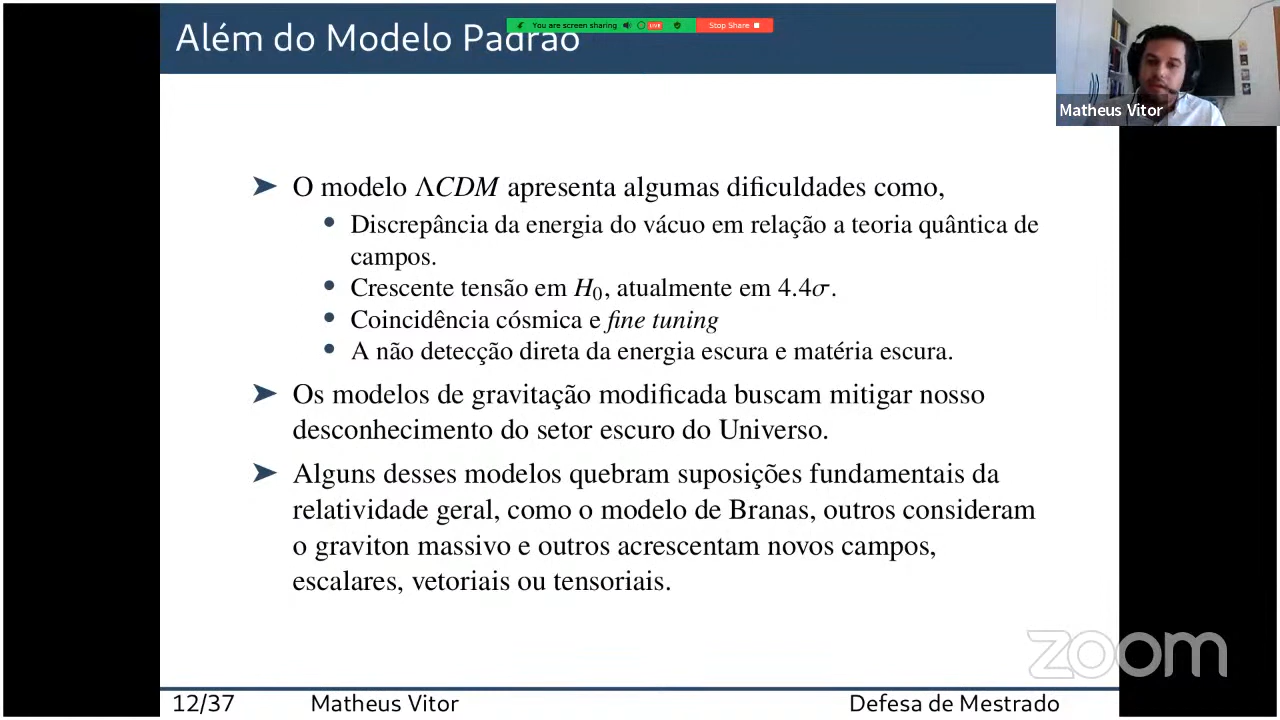 Além do Modelo Padrão
You are screen sharing LIVE Stop Share
Matheus Vitor
O modelo ΛCDM apresenta algumas dificuldades como,
Discrepância da energia do vácuo em relação a teoria quântica de
campos.
Crescente tensão em H₀, atualmente em 4.4σ.
Coincidência cósmica e fine tuning
A não detecção direta da energia escura e matéria escura.
Os modelos de gravitação modificada buscam mitigar nosso
desconhecimento do setor escuro do Universo.
Alguns desses modelos quebram suposições fundamentais da
relatividade geral, como o modelo de Branas, outros consideram
o graviton massivo e outros acrescentam novos campos,
escalares, vetoriais ou tensoriais.
zoom
12/37 Matheus Vitor Defesa de Mestrado